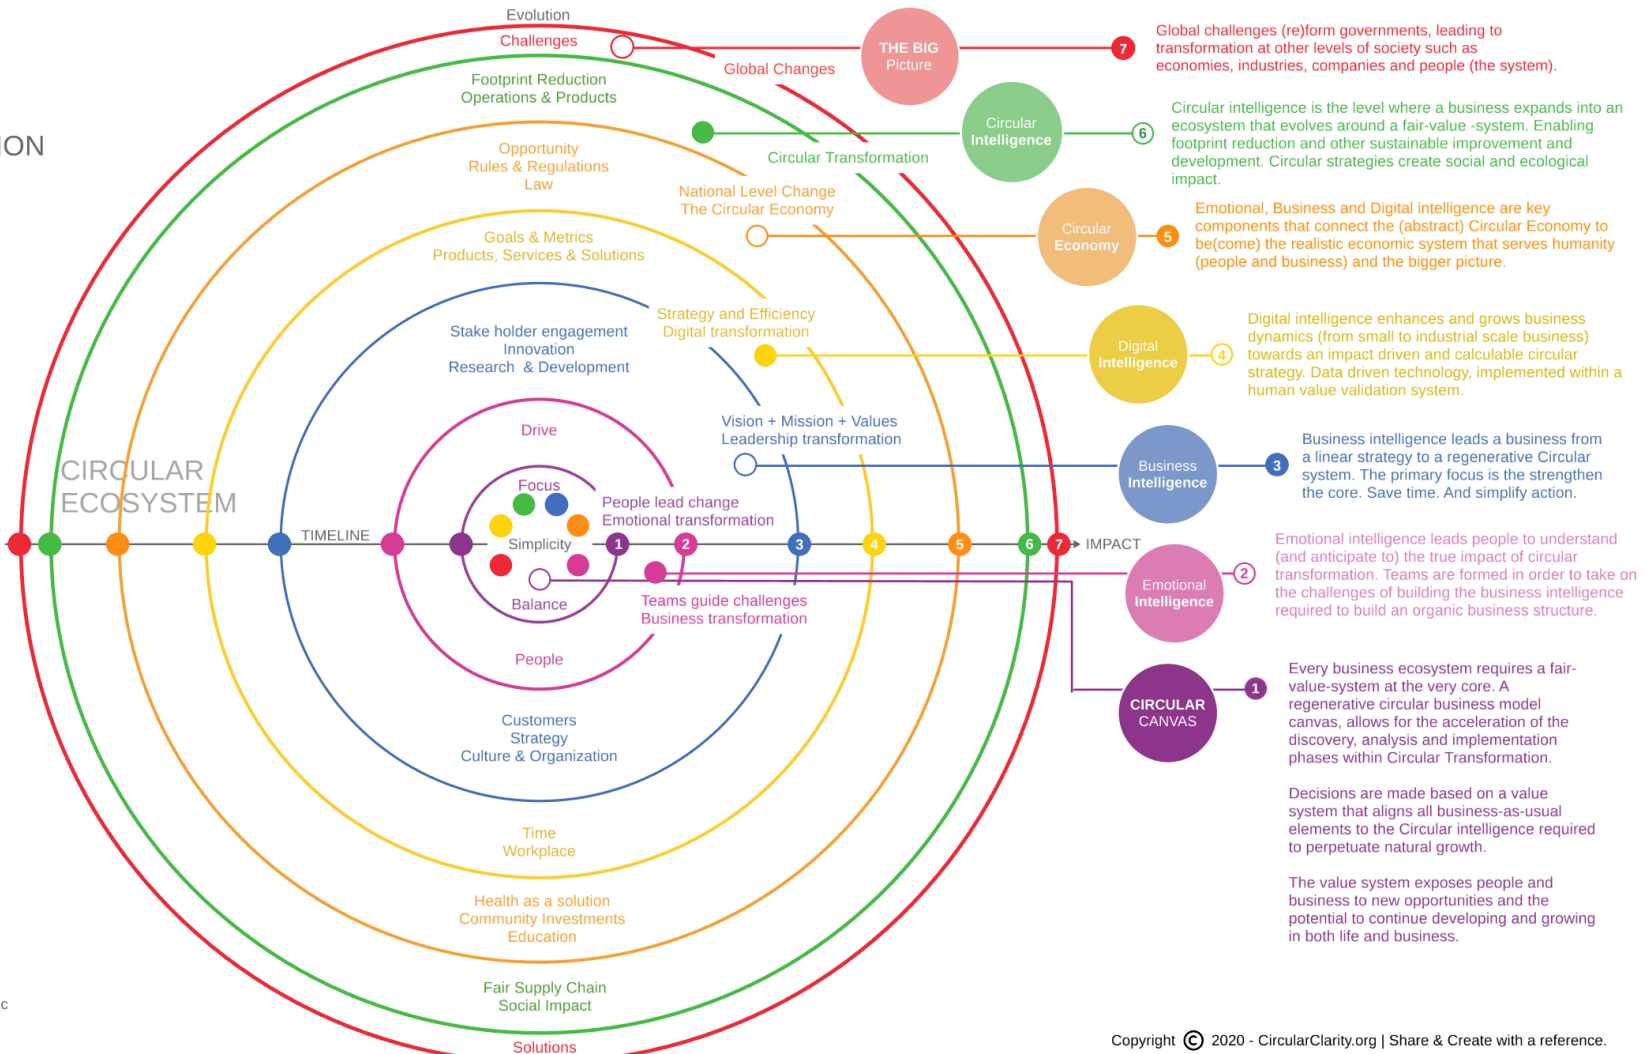 Evolution
Challenges
Global Changes
Footprint Reduction
Operations & Products
Circular Transformation
Opportunity
Rules & Regulations
Law
National Level Change
The Circular Economy
Goals & Metrics
Products, Services & Solutions
Strategy and Efficiency
Digital transformation
Stake holder engagement
Innovation
Research & Development
Vision + Mission + Values
Leadership transformation
Drive
Focus
People lead change
Emotional transformation
ION
CIRCULAR
ECOSYSTEM
TIMELINE
Simplicity
1
2
3
4
5
6
7
IMPACT
Balance
Teams guide challenges
Business transformation
People
Customers
Strategy
Culture & Organization
Time
Workplace
Health as a solution
Community Investments
Education
Fair Supply Chain
Social Impact
Solutions
c
THE BIG
Picture
7
Global challenges (re)form governments, leading to
transformation at other levels of society such as
economies, industries, companies and people (the system).
Circular
Intelligence
6
Circular intelligence is the level where a business expands into an
ecosystem that evolves around a fair-value -system. Enabling
footprint reduction and other sustainable improvement and
development. Circular strategies create social and ecological
impact.
Circular
Economy
5
Emotional, Business and Digital intelligence are key
components that connect the (abstract) Circular Economy to
be(come) the realistic economic system that serves humanity
(people and business) and the bigger picture.
Digital
Intelligence
4
Digital intelligence enhances and grows business
dynamics (from small to industrial scale business)
towards an impact driven and calculable circular
strategy. Data driven technology, implemented within a
human value validation system.
Business
Intelligence
3
Business intelligence leads a business from
a linear strategy to a regenerative Circular
system. The primary focus is the strengthen
the core. Save time. And simplify action.
Emotional
Intelligence
2
Emotional intelligence leads people to understand
(and anticipate to) the true impact of circular
transformation. Teams are formed in order to take on
the challenges of building the business intelligence
required to build an organic business structure.
CIRCULAR
CANVAS
1
Every business ecosystem requires a fair-
value-system at the very core. A
regenerative circular business model
canvas, allows for the acceleration of the
discovery, analysis and implementation
phases within Circular Transformation.
Decisions are made based on a value
system that aligns all business-as-usual
elements to the Circular intelligence required
to perpetuate natural growth.
The value system exposes people and
business to new opportunities and the
potential to continue developing and growing
in both life and business.
Copyright © 2020 - CircularClarity.org | Share & Create with a reference.